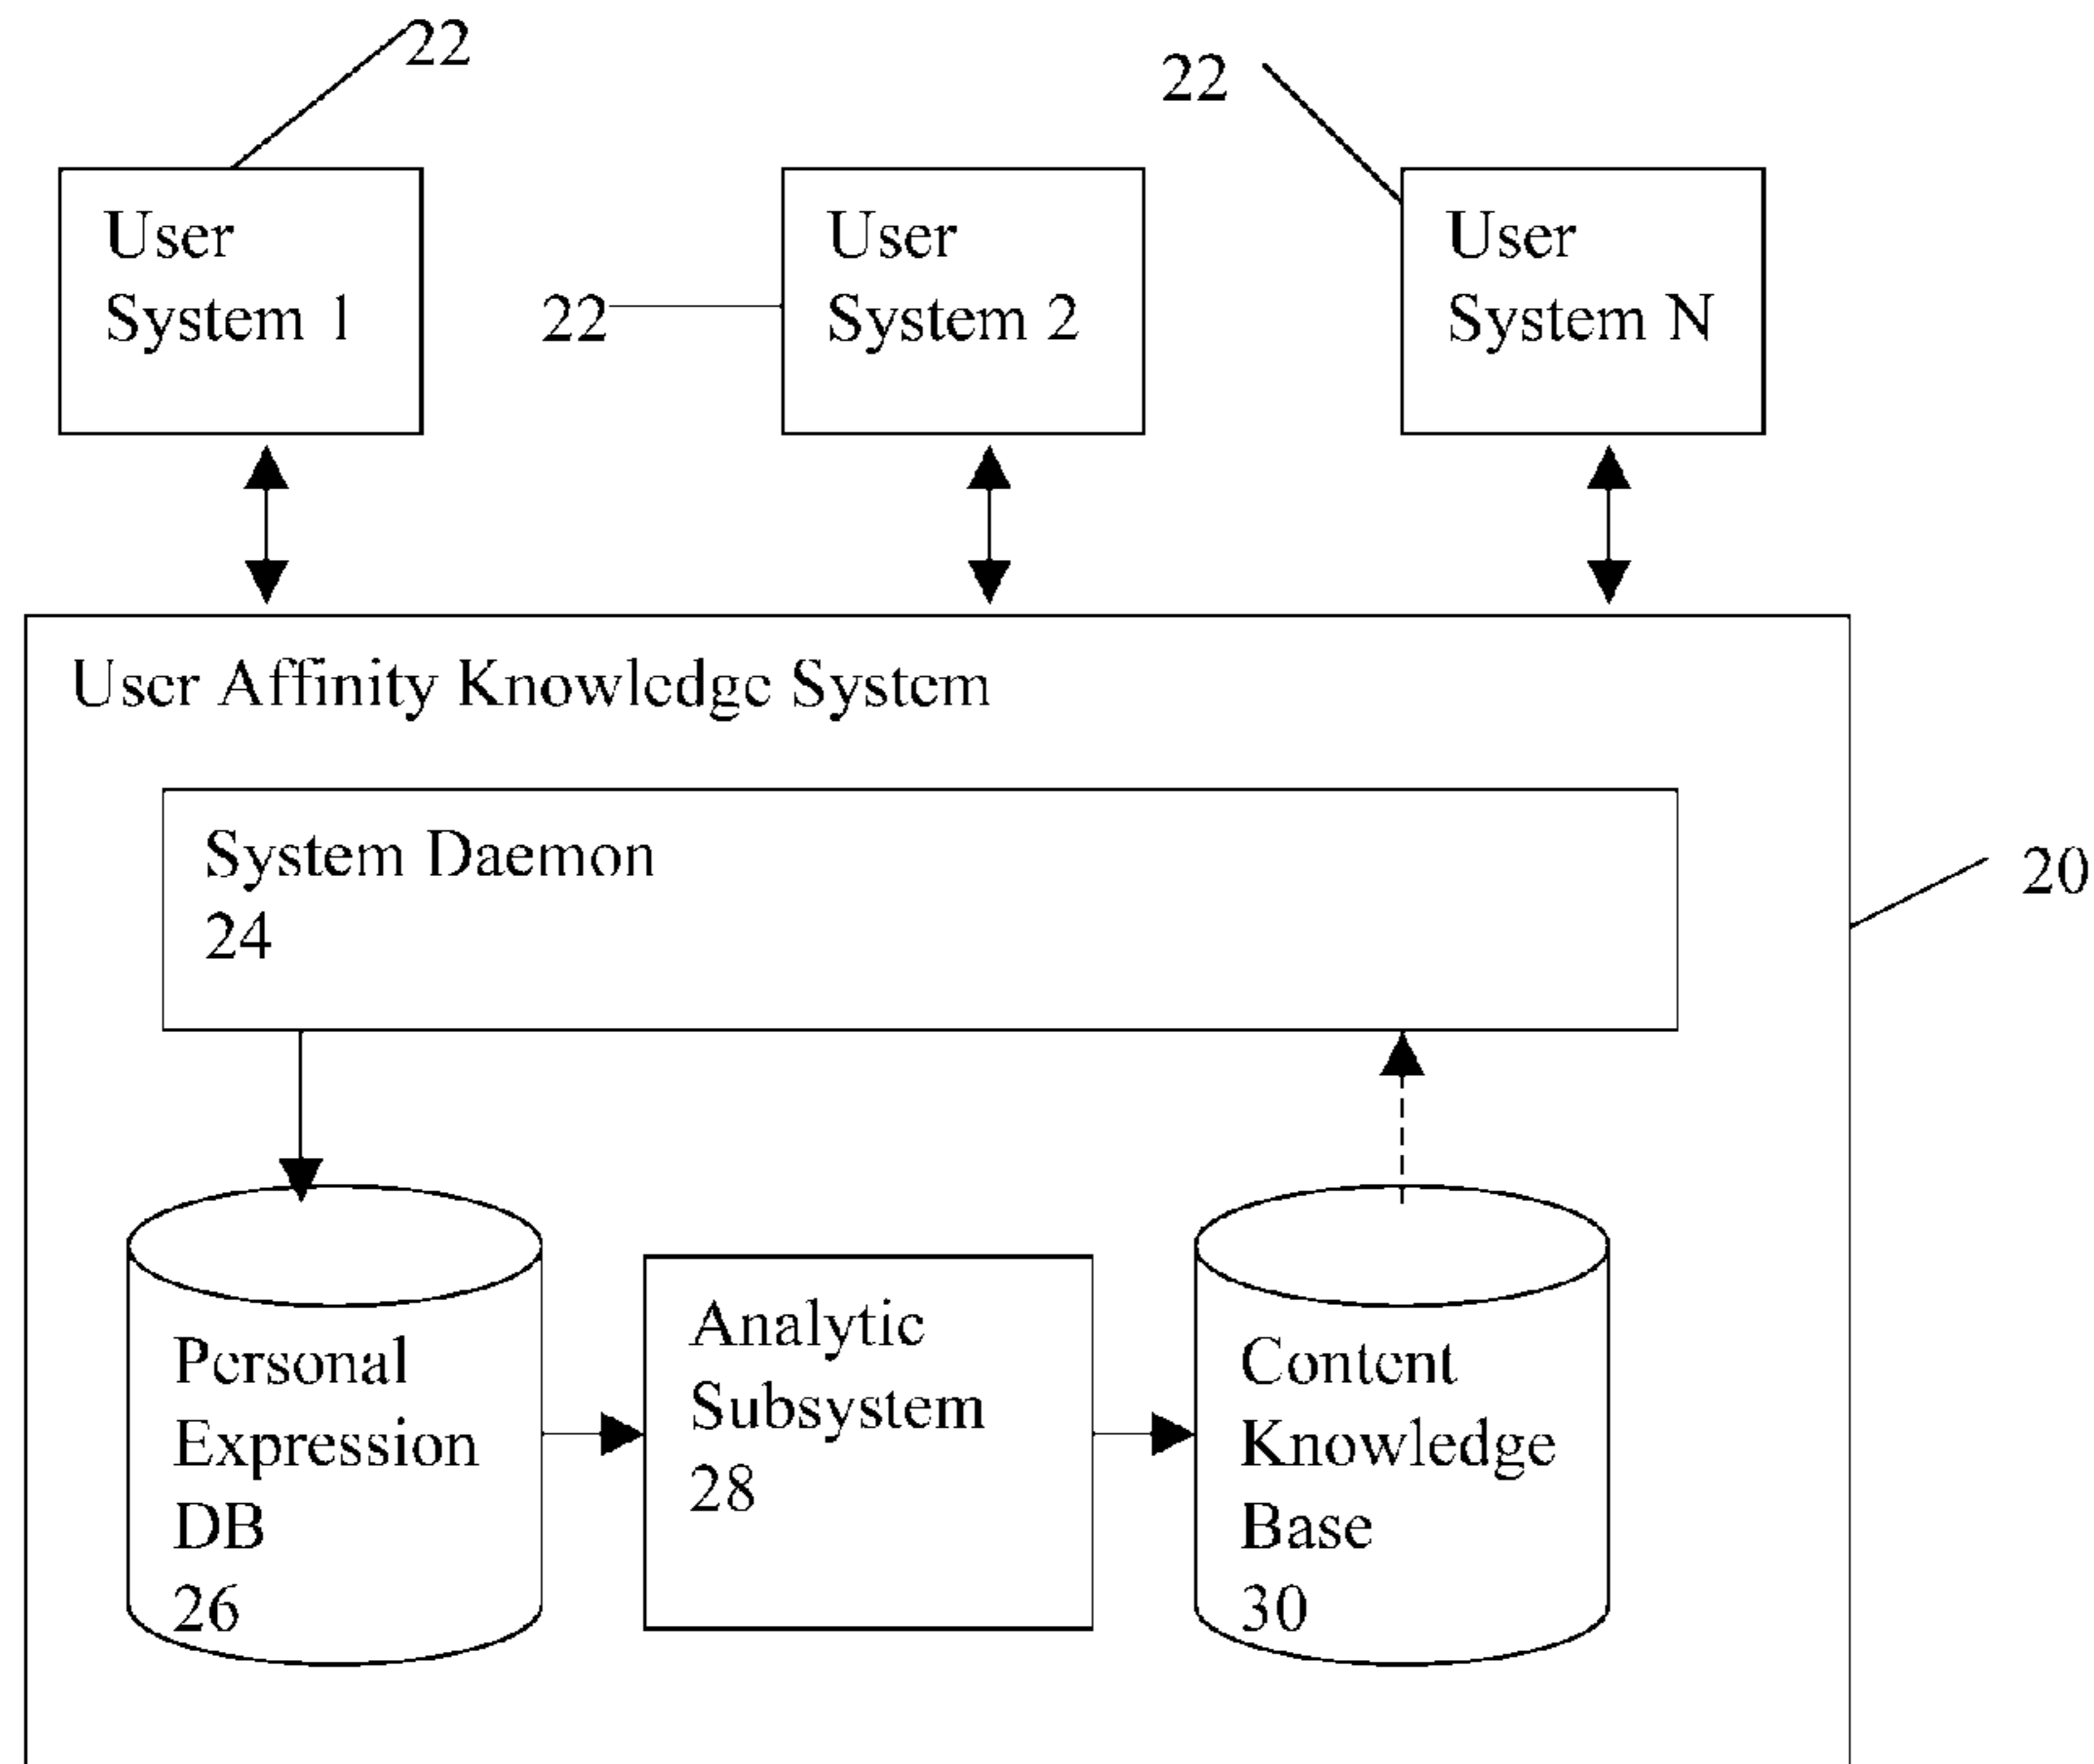 22
22
User
System 1
22
User
System 2
User
System N
User Affinity Knowledge System
System Daemon
24
20
Personal
Expression
DB
26
Analytic
Subsystem
28
Content
Knowledge
Base
30